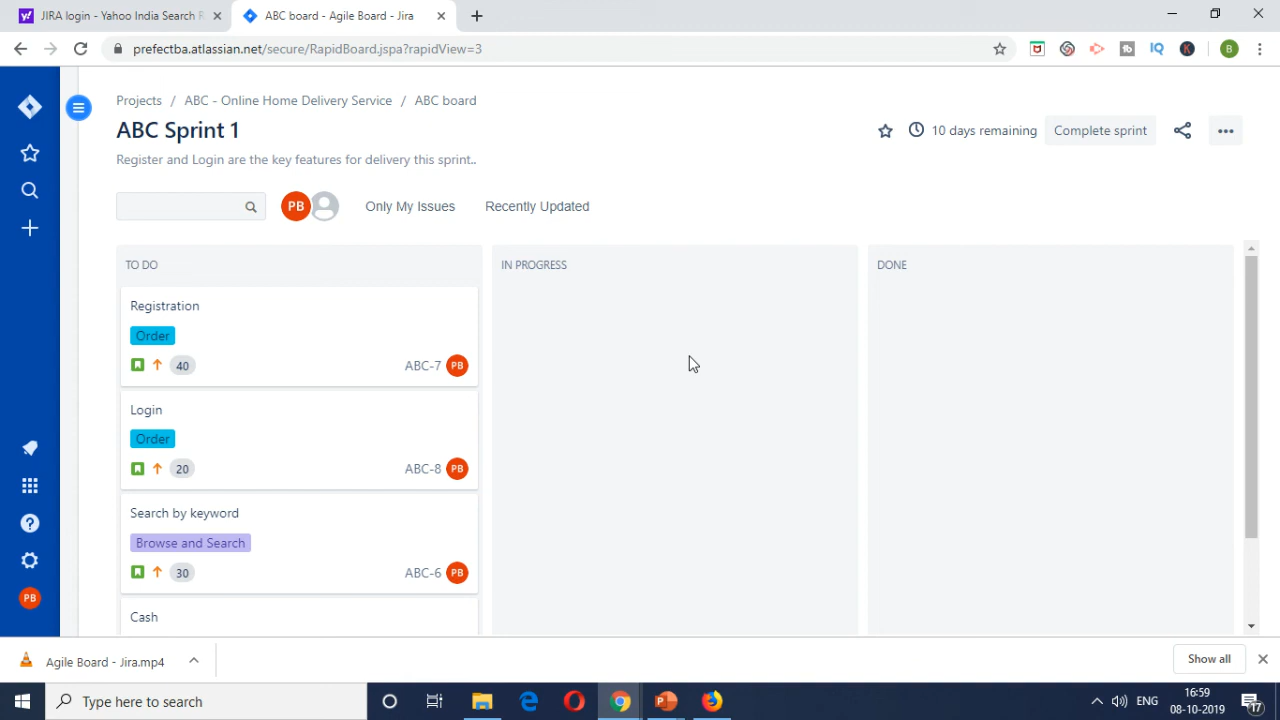 JIRA login - Yahoo India Search R
ABC board - Agile Board - Jira
prefectba.atlassian.net/secure/RapidBoard.jspa?rapidView=3
IQ
K
B
Projects / ABC - Online Home Delivery Service / ABC board
ABC Sprint 1
10 days remaining
Complete sprint
Register and Login are the key features for delivery this sprint..
PB
Only My Issues
Recently Updated
TO DO
IN PROGRESS
DONE
Registration
Order
40
ABC-7
PB
Login
Order
20
ABC-8
PB
Search by keyword
Browse and Search
30
ABC-6
PB
Cash
PB
Agile Board - Jira.mp4
Show all
Type here to search
ENG
16:59
08-10-2019
17